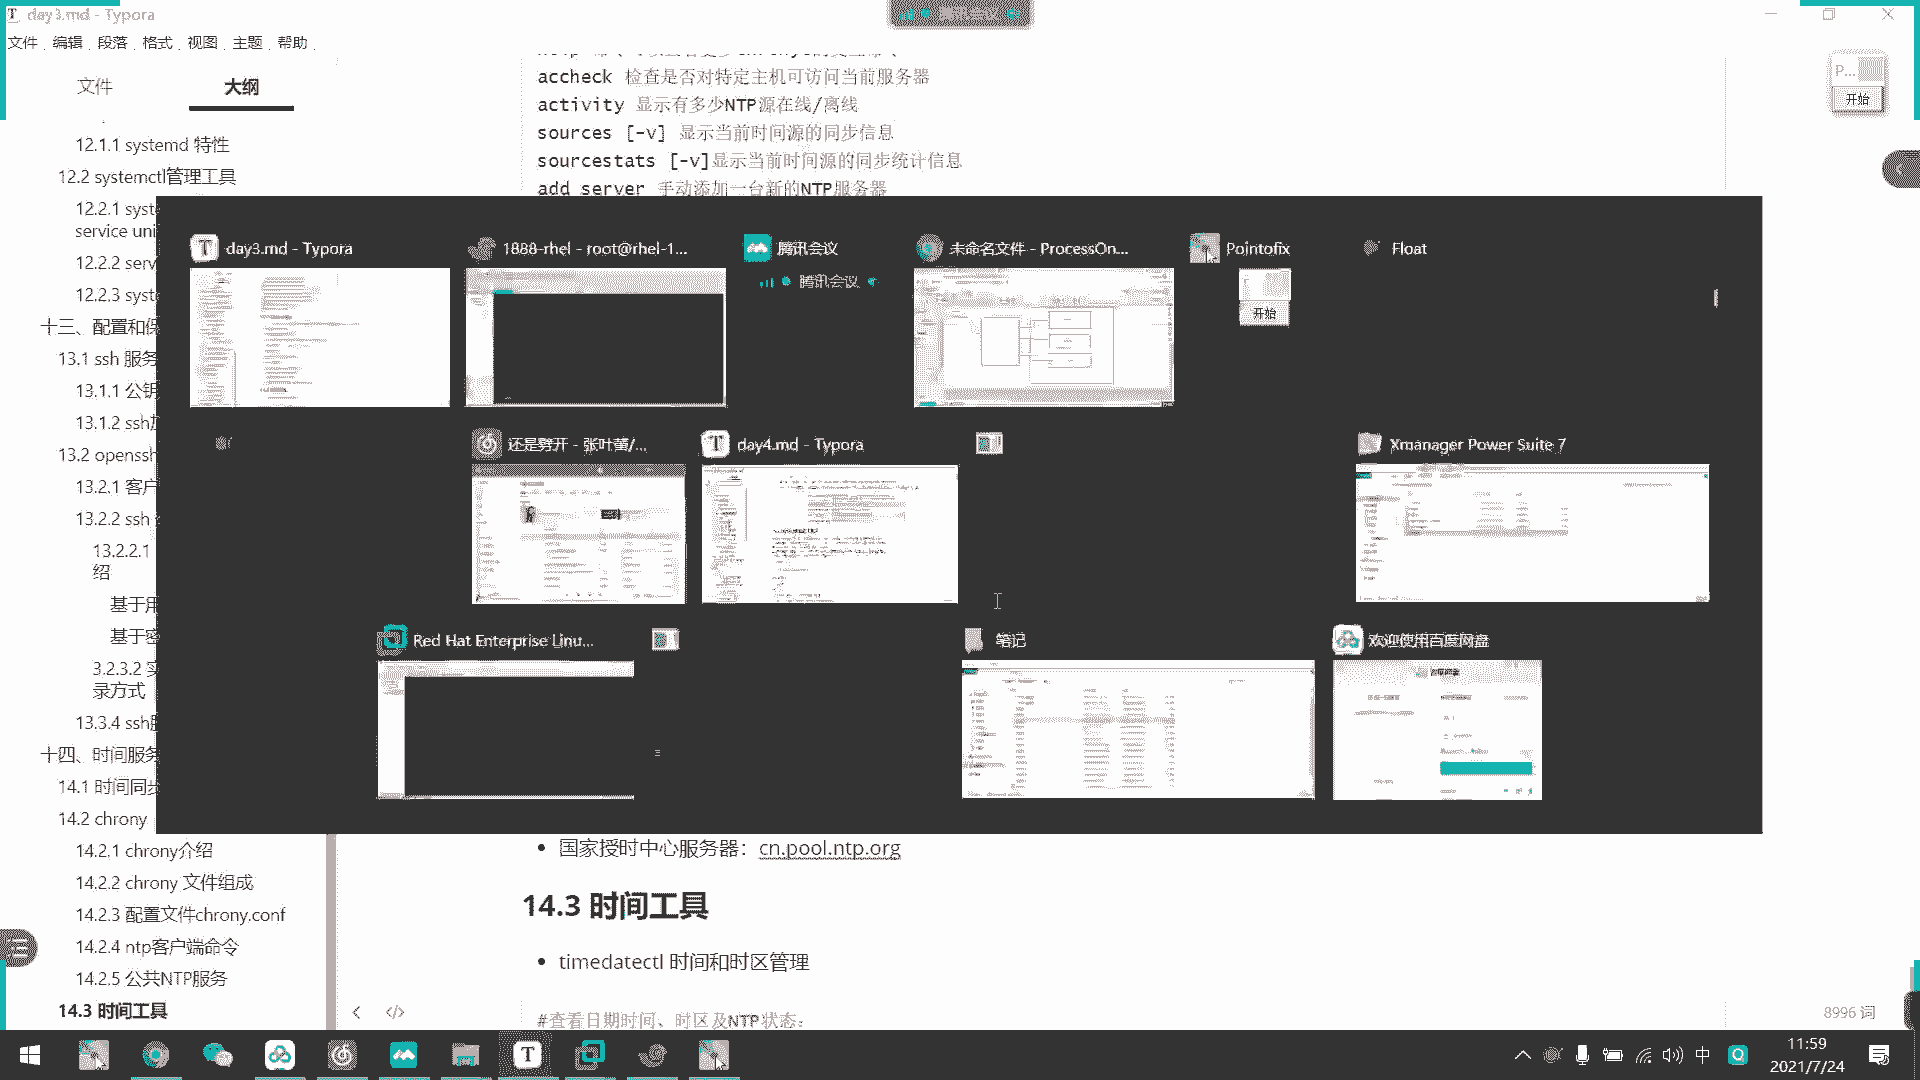 day3.md - Typora
腾讯会议
文件 编辑 段落 格式 视图 主题 帮助
文件
大纲
12.1.1 systemd 特性
12.2 systemctl管理工具
12.2.1 syst
service uni
12.2.2 serv
12.2.3 syst
十三、配置和保
13.1 ssh 服务
13.1.1 公钥
13.1.2 ssh
13.2 openssh
13.2.1 客户
13.2.2 ssh
13.2.2.1
绍
基于用
基于密
3.2.3.2 实
录方式
13.3.4 ssh服
十四、时间服务
14.1 时间同步
14.2 chrony
14.2.1 chrony介绍
14.2.2 chrony 文件组成
14.2.3 配置文件chrony.conf
14.2.4 ntp客户端命令
14.2.5 公共NTP服务
14.3 时间工具
accheck 检查是否对特定主机可访问当前服务器
activity 显示有多少NTP源在线/离线
sources [-v] 显示当前时间源的同步信息
sourcestats [-v]显示当前时间源的同步统计信息
add server 手动添加一台新的NTP服务器
P...
开始
day3.md - Typora
1888-rhel - root@rhel-1...
腾讯会议
腾讯会议
未命名文件 - ProcessOn...
Pointofix
开始
Float
还是分开 - 张叶蕾/...
day4.md - Typora
Xmanager Power Suite 7
Red Hat Enterprise Linu...
笔记
欢迎使用百度网盘
国家授时中心服务器：cn.pool.ntp.org
14.3 时间工具
timedatectl 时间和时区管理
#查看日期时间、时区及NTP状态：
8996 词
中
11:59
2021/7/24